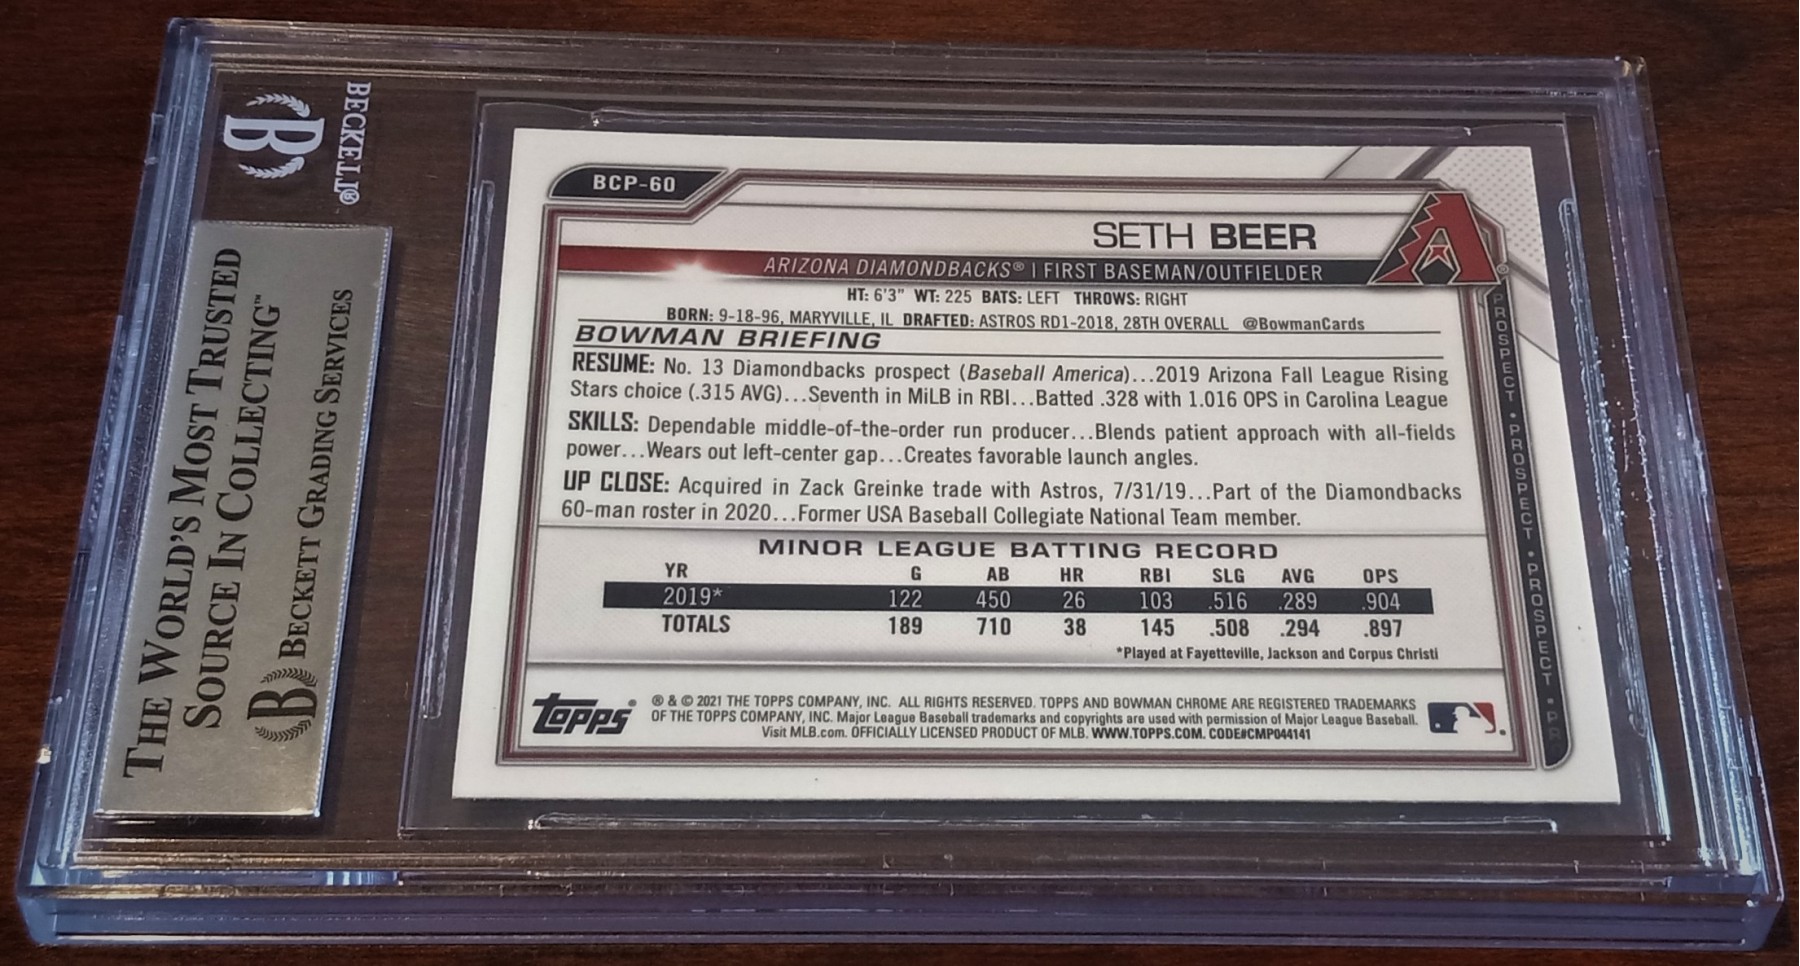 BECKETT®
B
THE WORLD'S MOST TRUSTED
SOURCE IN COLLECTING™
B BECKETT GRADING SERVICES
BCP-60
SETH BEER
A
®
ARIZONA DIAMONDBACKS® | FIRST BASEMAN/OUTFIELDER
HT: 6'3" WT: 225 BATS: LEFT THROWS: RIGHT
BORN: 9-18-96, MARYVILLE, IL DRAFTED: ASTROS RD1-2018, 28TH OVERALL @BowmanCards
BOWMAN BRIEFING
RESUME: No. 13 Diamondbacks prospect (Baseball America)...2019 Arizona Fall League Rising
Stars choice (.315 AVG)...Seventh in MiLB in RBI...Batted .328 with 1.016 OPS in Carolina League
SKILLS: Dependable middle-of-the-order run producer...Blends patient approach with all-fields
power...Wears out left-center gap...Creates favorable launch angles.
UP CLOSE: Acquired in Zack Greinke trade with Astros, 7/31/19...Part of the Diamondbacks
60-man roster in 2020...Former USA Baseball Collegiate National Team member.
MINOR LEAGUE BATTING RECORD
YR G AB HR RBI SLG AVG OPS
2019* 122 450 26 103 .516 .289 .904
TOTALS 189 710 38 145 .508 .294 .897
*Played at Fayetteville, Jackson and Corpus Christi
topps®
® & © 2021 THE TOPPS COMPANY, INC. ALL RIGHTS RESERVED. TOPPS AND BOWMAN CHROME ARE REGISTERED TRADEMARKS
OF THE TOPPS COMPANY, INC. Major League Baseball trademarks and copyrights are used with permission of Major League Baseball.
Visit MLB.com. OFFICIALLY LICENSED PRODUCT OF MLB. WWW.TOPPS.COM. CODE#CMP044141
PROSPECT • PROSPECT • PROSPECT • PR